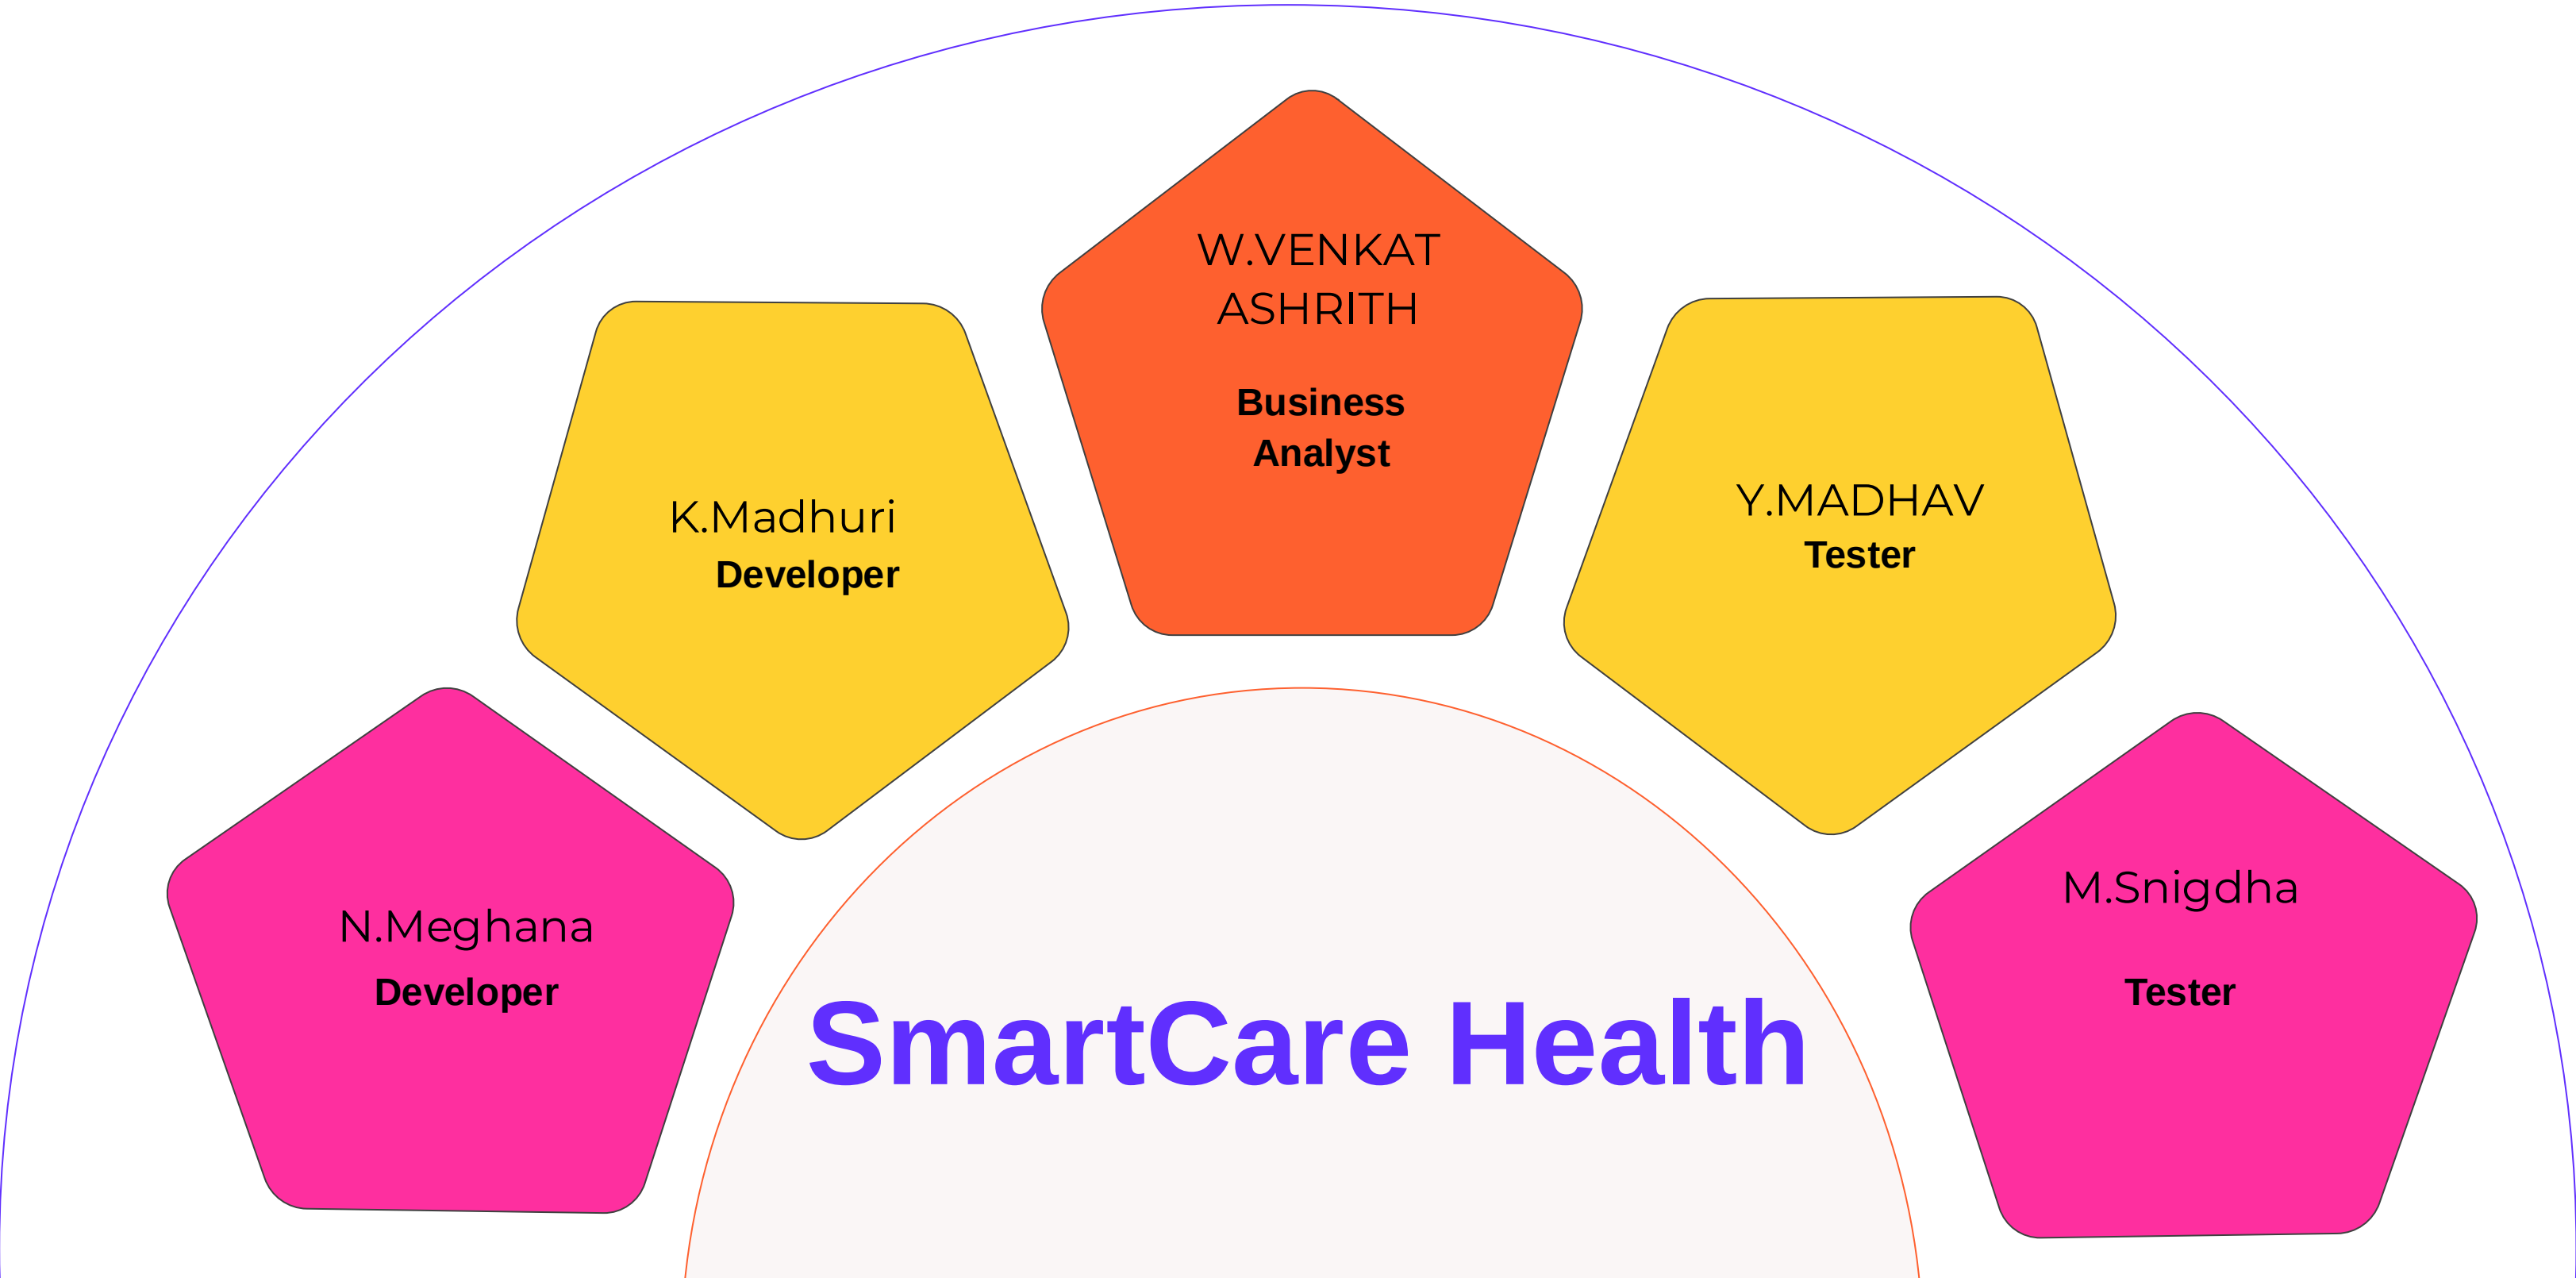 W.VENKAT
ASHRITH
Business
Analyst
K.Madhuri
Developer
Y.MADHAV
Tester
N.Meghana
Developer
M.Snigdha
Tester
SmartCare Health